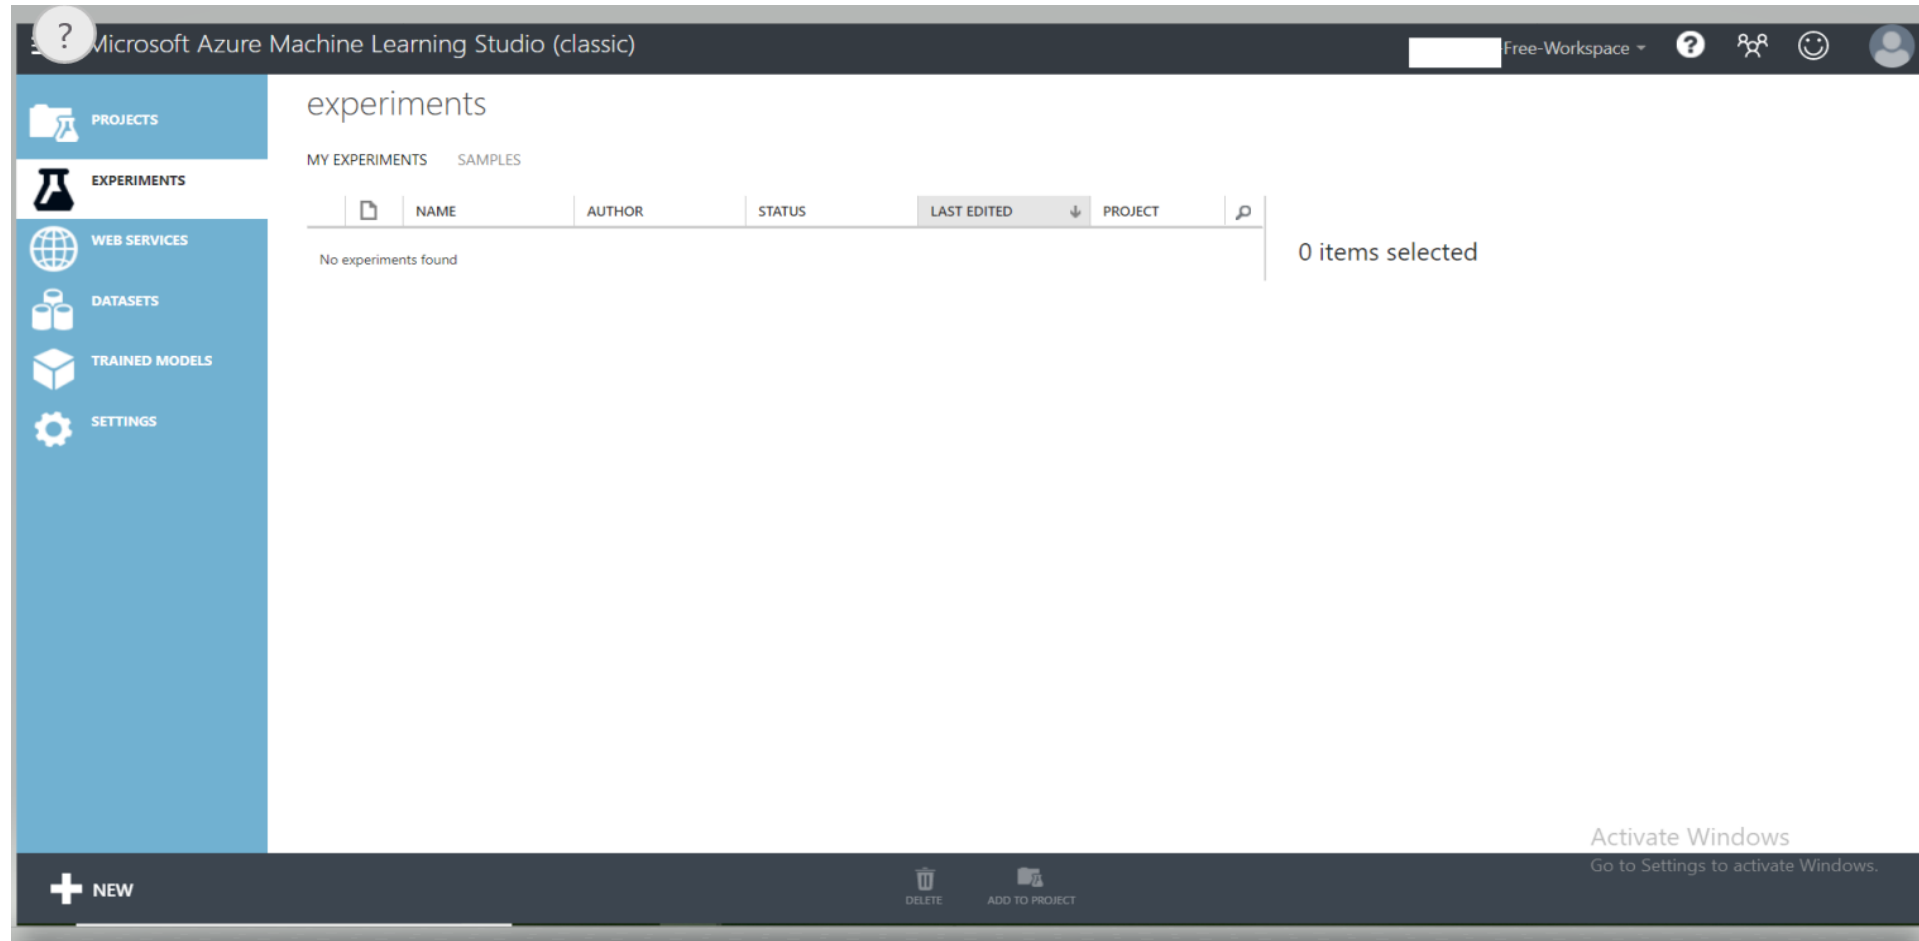 ?
Microsoft Azure Machine Learning Studio (classic)
Free-Workspace
?
PROJECTS
EXPERIMENTS
WEB SERVICES
DATASETS
TRAINED MODELS
SETTINGS
experiments
MY EXPERIMENTS SAMPLES
NAME AUTHOR STATUS LAST EDITED PROJECT
No experiments found
0 items selected
Activate Windows
Go to Settings to activate Windows.
NEW
DELETE ADD TO PROJECT